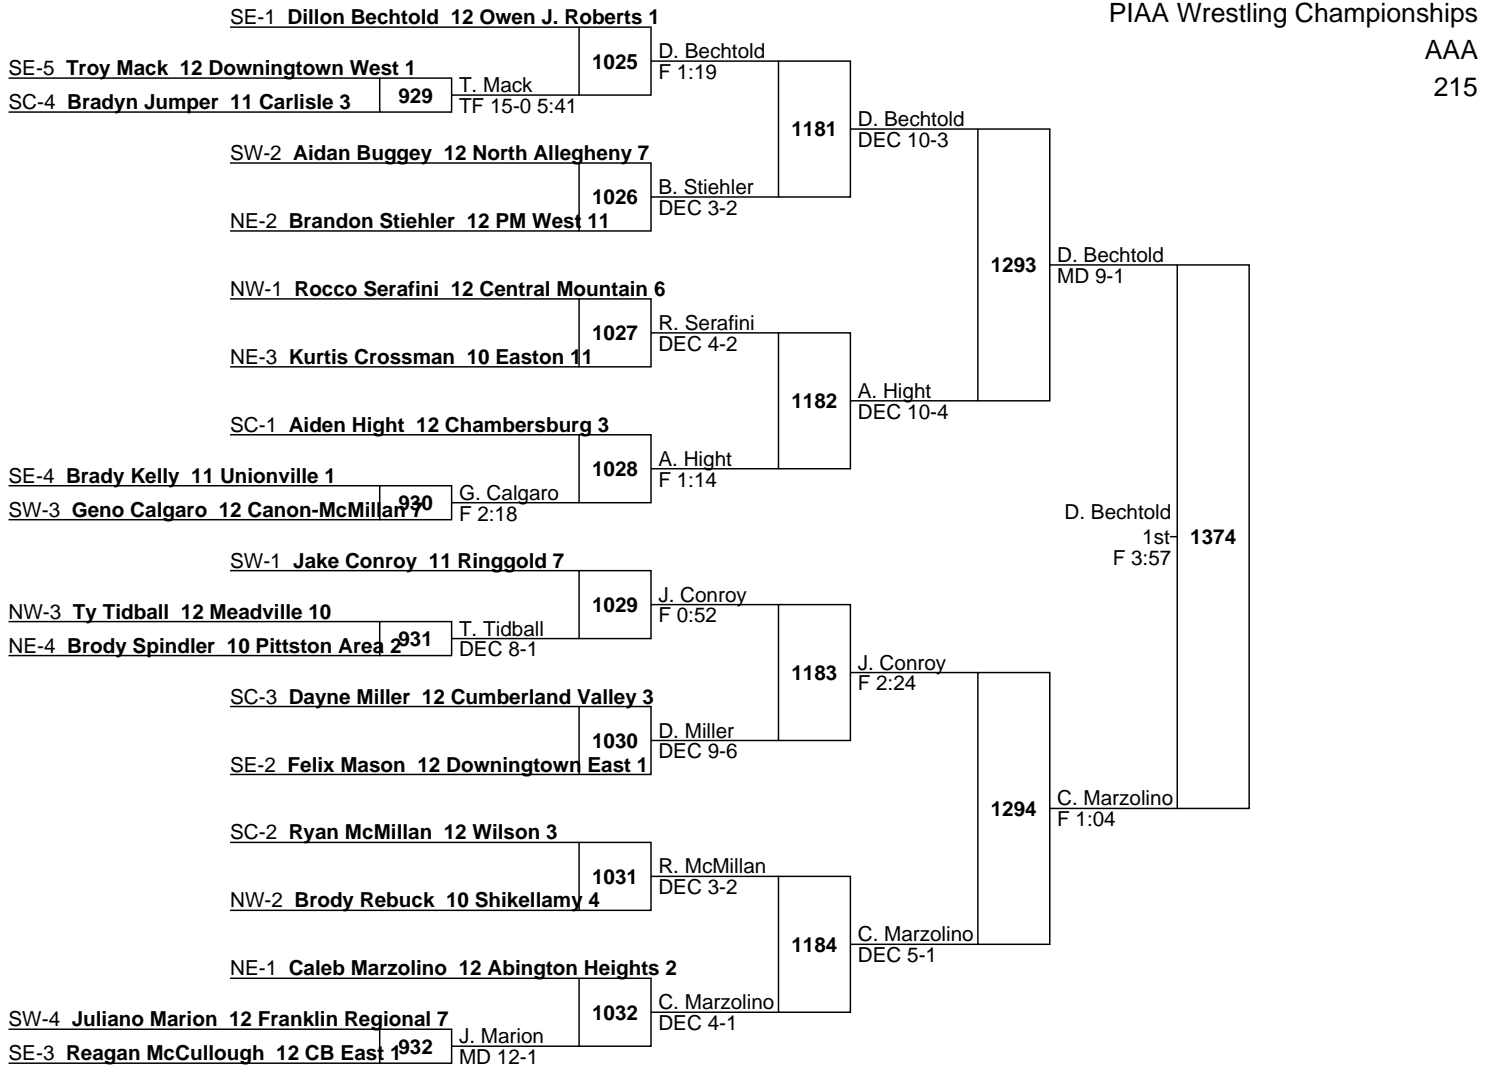 PIAA Wrestling Championships
AAA
215
SE-1 Dillon Bechtold 12 Owen J. Roberts 1
1025
D. Bechtold
F 1:19
SE-5 Troy Mack 12 Downingtown West 1
SC-4 Bradyn Jumper 11 Carlisle 3
929
T. Mack
TF 15-0 5:41
1181
D. Bechtold
DEC 10-3
SW-2 Aidan Buggey 12 North Allegheny 7
1026
B. Stiehler
DEC 3-2
NE-2 Brandon Stiehler 12 PM West 11
1293
D. Bechtold
MD 9-1
NW-1 Rocco Serafini 12 Central Mountain 6
1027
R. Serafini
DEC 4-2
NE-3 Kurtis Crossman 10 Easton 11
1182
A. Hight
DEC 10-4
SC-1 Aiden Hight 12 Chambersburg 3
1028
A. Hight
F 1:14
SE-4 Brady Kelly 11 Unionville 1
SW-3 Geno Calgaro 12 Canon-McMillan 7
930
G. Calgaro
F 2:18
D. Bechtold
1st
F 3:57
1374
SW-1 Jake Conroy 11 Ringgold 7
1029
J. Conroy
F 0:52
NW-3 Ty Tidball 12 Meadville 10
NE-4 Brody Spindler 10 Pittston Area 2
931
T. Tidball
DEC 8-1
1183
J. Conroy
F 2:24
SC-3 Dayne Miller 12 Cumberland Valley 3
1030
D. Miller
DEC 9-6
SE-2 Felix Mason 12 Downingtown East 1
1294
C. Marzolino
F 1:04
SC-2 Ryan McMillan 12 Wilson 3
1031
R. McMillan
DEC 3-2
NW-2 Brody Rebuck 10 Shikellamy 4
1184
C. Marzolino
DEC 5-1
NE-1 Caleb Marzolino 12 Abington Heights 2
1032
C. Marzolino
DEC 4-1
SW-4 Juliano Marion 12 Franklin Regional 7
SE-3 Reagan McCullough 12 CB East 1
932
J. Marion
MD 12-1